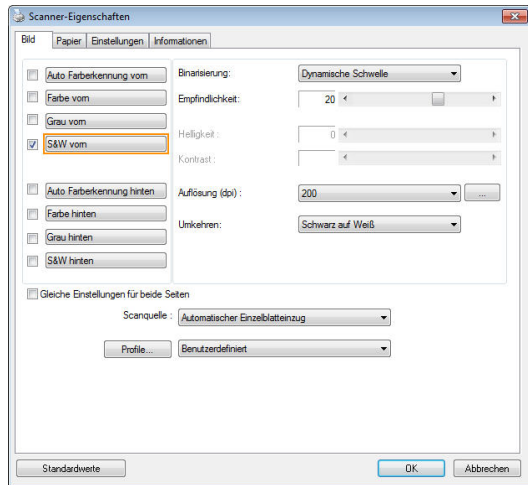 Scanner-Eigenschaften
Bild Papier Einstellungen Informationen
Auto Farberkennung vorn
Farbe vorn
Grau vorn
S&W vorn
Auto Farberkennung hinten
Farbe hinten
Grau hinten
S&W hinten
Binarisierung: Dynamische Schwelle
Empfindlichkeit: 20
Helligkeit : 0
Kontrast :
Auflösung (dpi) : 200 ...
Umkehren: Schwarz auf Weiß
Gleiche Einstellungen für beide Seiten
Scanquelle : Automatischer Einzelblatteinzug
Profile... Benutzerdefiniert
Standardwerte OK Abbrechen